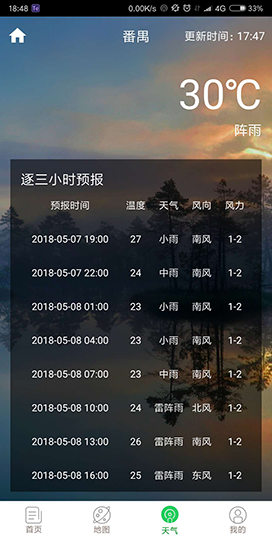 18:48 0.00K/s 4G 33%
番禺 更新时间：17:47
30℃
阵雨
逐三小时预报
预报时间 温度 天气 风向 风力
2018-05-07 19:00 27 小雨 南风 1-2
2018-05-07 22:00 24 中雨 南风 1-2
2018-05-08 01:00 23 小雨 南风 1-2
2018-05-08 04:00 23 小雨 南风 1-2
2018-05-08 07:00 23 中雨 南风 1-2
2018-05-08 10:00 24 雷阵雨 北风 1-2
2018-05-08 13:00 26 雷阵雨 南风 1-2
2018-05-08 16:00 25 雷阵雨 东风 1-2
首页 地图 天气 我的